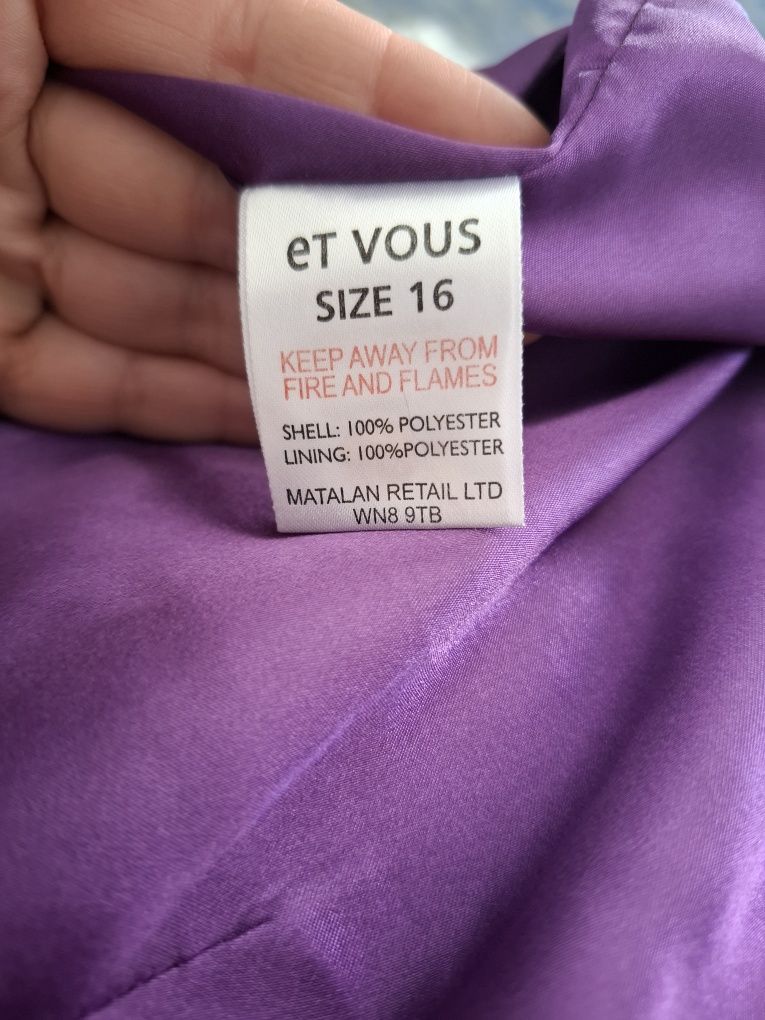 eT VOUS
SIZE 16
KEEP AWAY FROM
FIRE AND FLAMES
SHELL: 100% POLYESTER
LINING: 100%POLYESTER
MATALAN RETAIL LTD
WN8 9TB